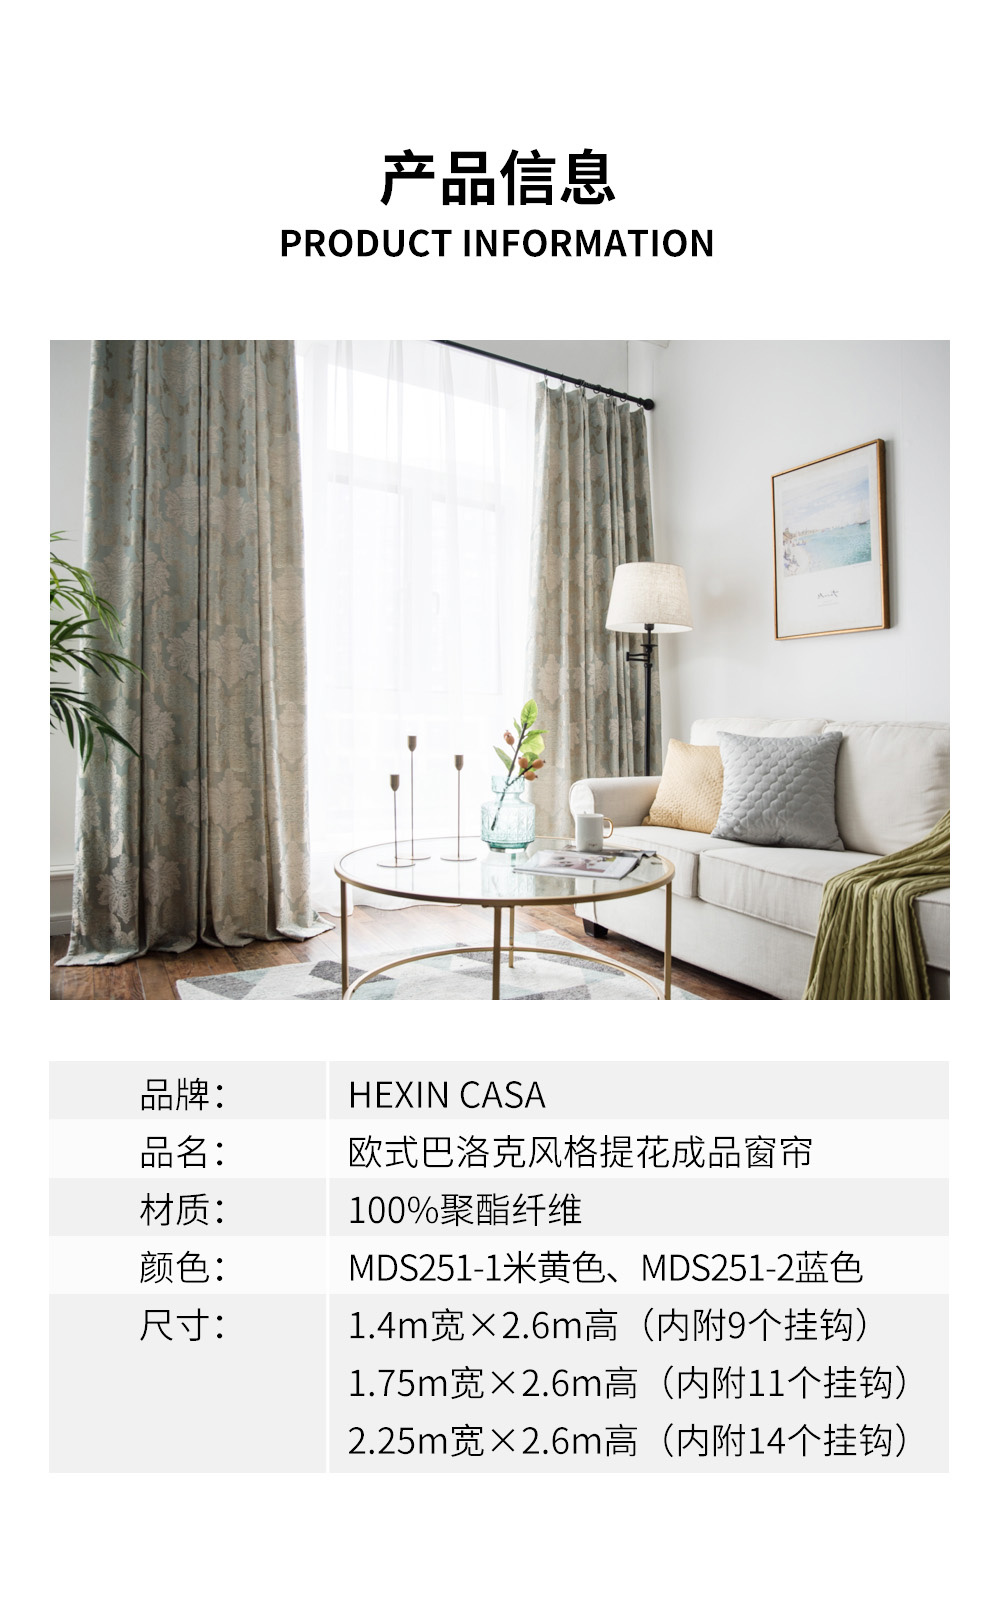 产品信息
PRODUCT INFORMATION
品牌： HEXIN CASA
品名： 欧式巴洛克风格提花成品窗帘
材质： 100%聚酯纤维
颜色： MDS251-1米黄色、MDS251-2蓝色
尺寸： 1.4m宽×2.6m高（内附9个挂钩）
1.75m宽×2.6m高（内附11个挂钩）
2.25m宽×2.6m高（内附14个挂钩）